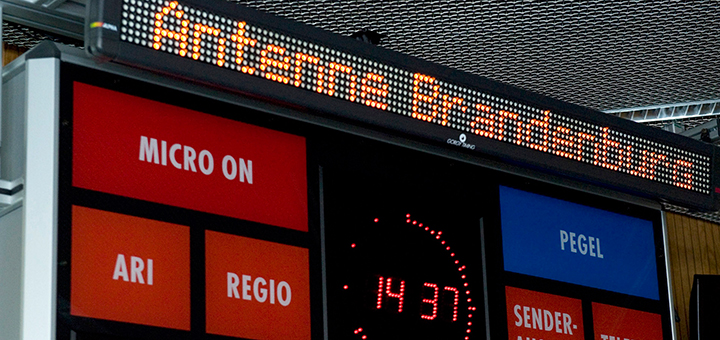 Antenne Brandenburg
MICRO ON
ARI
REGIO
14 37
PEGEL
SENDER-